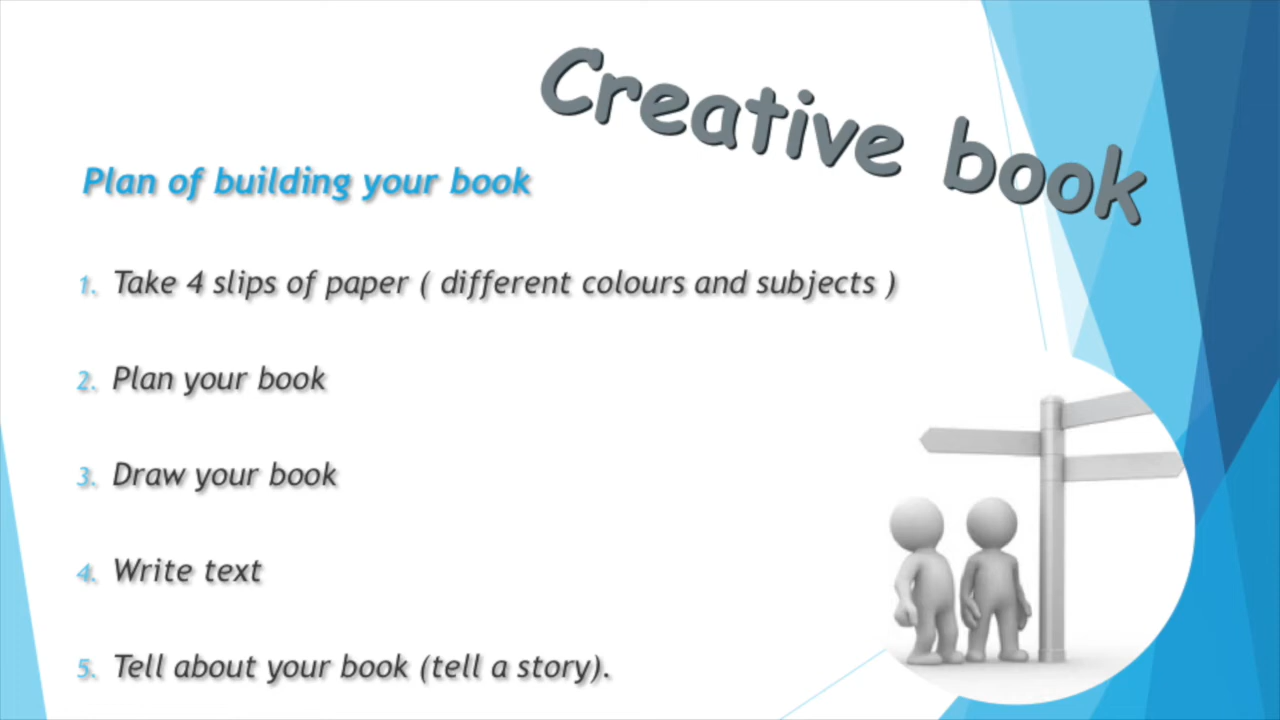 Creative book
Plan of building your book
1. Take 4 slips of paper ( different colours and subjects )
2. Plan your book
3. Draw your book
4. Write text
5. Tell about your book (tell a story).